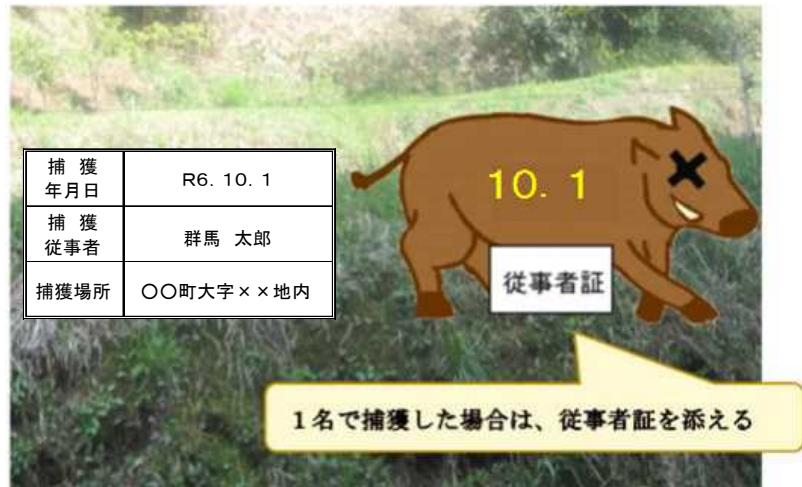 捕 獲
年月日
R6. 10. 1
捕 獲
従事者
群馬 太郎
捕獲場所
〇〇町大字××地内
10. 1
従事者証
1名で捕獲した場合は、従事者証を添える